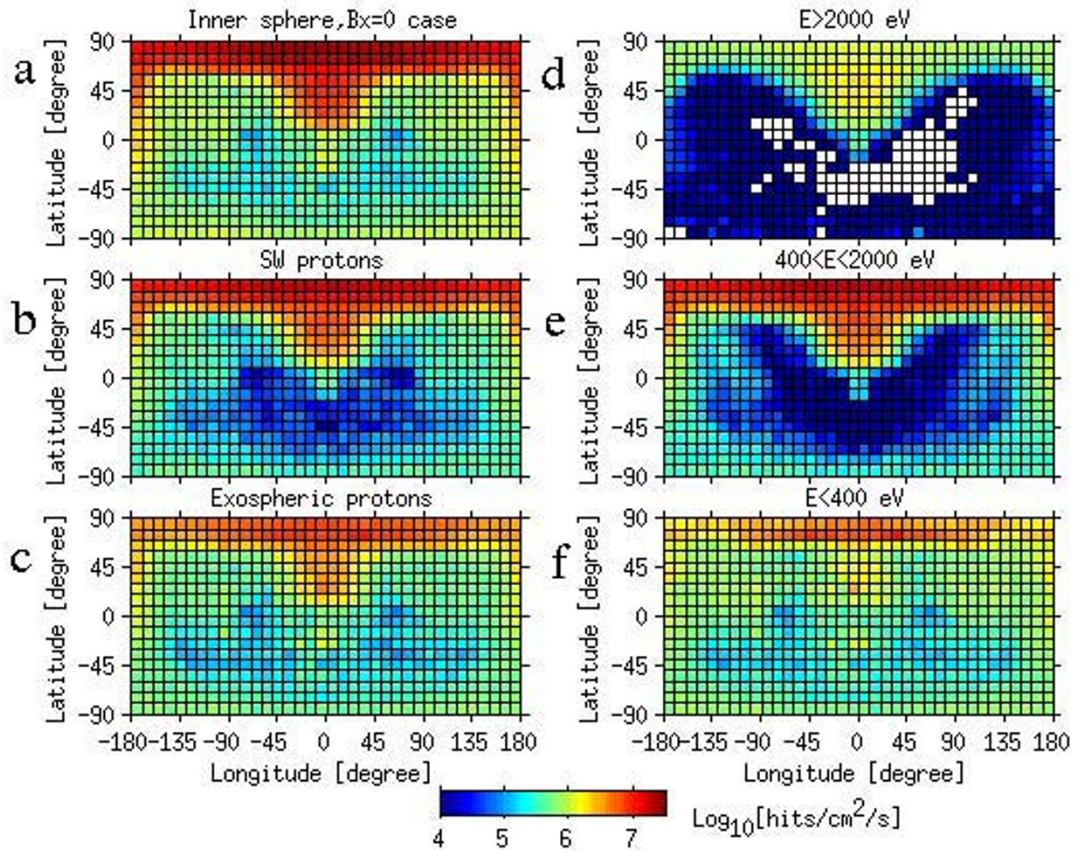 Inner sphere,Bx=0 case
a
Latitude [degree]
90
45
0
-45
-90
E>2000 eV
d
Latitude [degree]
90
45
0
-45
-90
SW protons
b
Latitude [degree]
90
45
0
-45
-90
400<E<2000 eV
e
Latitude [degree]
90
45
0
-45
-90
Exospheric protons
c
Latitude [degree]
90
45
0
-45
-90
-180 -135 -90 -45 0 45 90 135 180
Longitude [degree]
E<400 eV
f
Latitude [degree]
90
45
0
-45
-90
-180 -135 -90 -45 0 45 90 135 180
Longitude [degree]
4 5 6 7
Log10[hits/cm2/s]